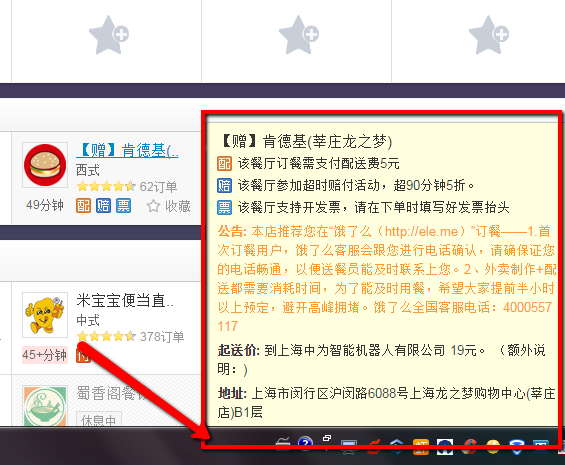 【赠】肯德基(..
西式
62订单
49分钟
配 赔 票
收藏
米宝宝便当直..
中式
378订单
45+分钟
付
蜀香阁餐
休息中
【赠】肯德基(莘庄龙之梦)
配 该餐厅订餐需支付配送费5元
赔 该餐厅参加超时赔付活动，超90分钟5折。
票 该餐厅支持开发票，请在下单时填写好发票抬头
公告: 本店推荐您在“饿了么（http://ele.me）”订餐——1.首
次订餐用户，饿了么客服会跟您进行电话确认，请确保证您
的电话畅通，以便送餐员能及时联系上您。2、外卖制作+配
送都需要消耗时间，为了能及时用餐，希望大家提前半小时
以上预定，避开高峰拥堵。饿了么全国客服电话：4000557
117
起送价: 到上海中为智能机器人有限公司 19元。 （额外说
明：）
地址: 上海市闵行区沪闵路6088号上海龙之梦购物中心(莘庄
店)B1层